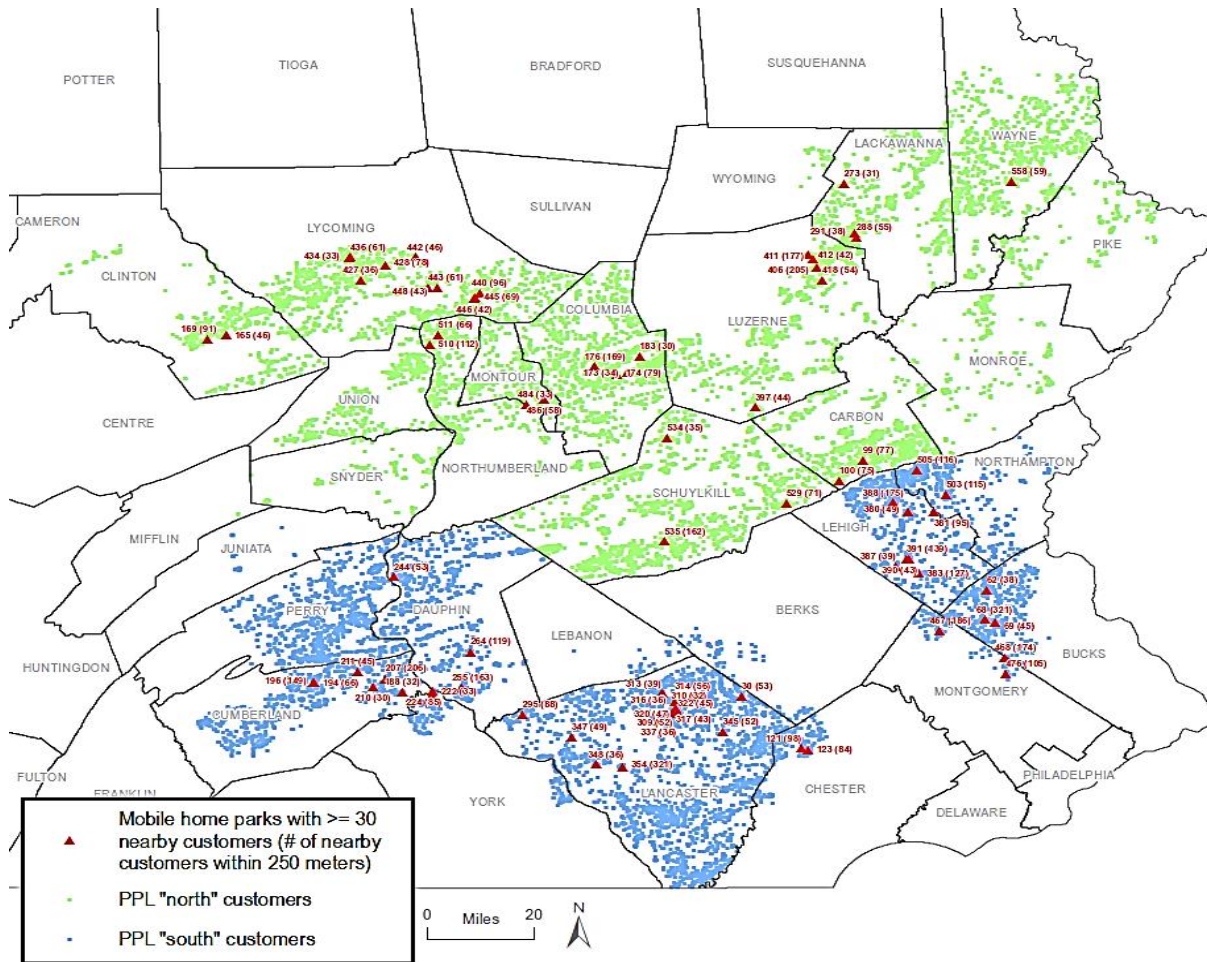 TIOGA
BRADFORD
SUSQUEHANNA
POTTER
WAYNE
LACKAWANNA
WYOMING
273 (31)
558 (59)
SULLIVAN
CAMERON
LYCOMING
436 (61)
442 (46)
291 (38)
288 (55)
PIKE
434 (33)
428 (78)
411 (177)
412 (42)
CLINTON
427 (36)
406 (205)
418 (54)
443 (61)
440 (96)
448 (43)
445 (69)
446 (42)
COLUMBIA
LUZERNE
169 (91)
165 (46)
511 (66)
510 (112)
183 (30)
176 (169)
MONROE
MONTOUR
173 (34)
174 (79)
UNION
484 (33)
397 (44)
CENTRE
486 (58)
CARBON
534 (35)
99 (77)
505 (116)
NORTHAMPTON
NORTHUMBERLAND
SNYDER
100 (75)
503 (115)
SCHUYLKILL
529 (71)
388 (175)
380 (49)
381 (95)
LEHIGH
MIFFLIN
JUNIATA
535 (162)
387 (39)
391 (439)
390 (43)
383 (127)
244 (53)
62 (38)
PERRY
DAUPHIN
BERKS
68 (321)
69 (45)
LEBANON
467 (186)
264 (119)
468 (174)
BUCKS
HUNTINGDON
211 (45)
207 (206)
476 (105)
196 (149)
194 (66)
188 (32)
255 (163)
313 (39)
314 (56)
30 (53)
MONTGOMERY
210 (30)
222 (33)
316 (36)
310 (32)
224 (85)
322 (45)
CUMBERLAND
295 (88)
320 (47)
317 (43)
309 (52)
345 (52)
347 (49)
337 (36)
121 (98)
123 (84)
348 (36)
354 (321)
PHILADELPHIA
FULTON
FRANKLIN
YORK
LANCASTER
CHESTER
DELAWARE
Mobile home parks with >= 30
nearby customers (# of nearby
customers within 250 meters)
PPL "north" customers
PPL "south" customers
0 Miles 20
N